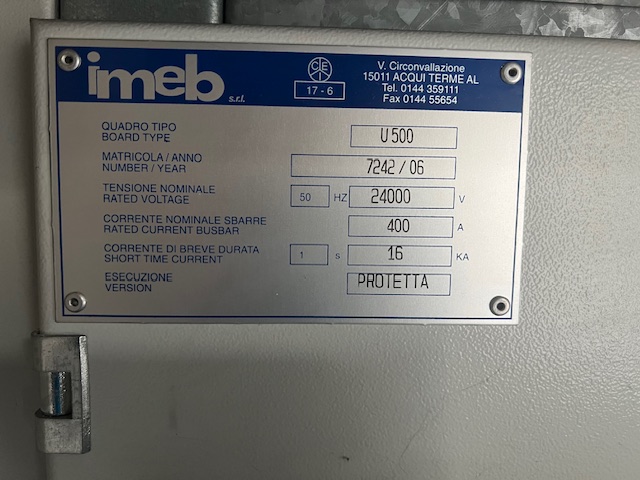 imeb s.r.l.
17 - 6
V. Circonvallazione
15011 ACQUI TERME AL
Tel. 0144 359111
Fax 0144 55654
QUADRO TIPO
BOARD TYPE
U500
MATRICOLA / ANNO
NUMBER / YEAR
7242 / 06
TENSIONE NOMINALE
RATED VOLTAGE
50 HZ 24000 V
CORRENTE NOMINALE SBARRE
RATED CURRENT BUSBAR
400 A
CORRENTE DI BREVE DURATA
SHORT TIME CURRENT
1 s 16 KA
ESECUZIONE
VERSION
PROTETTA